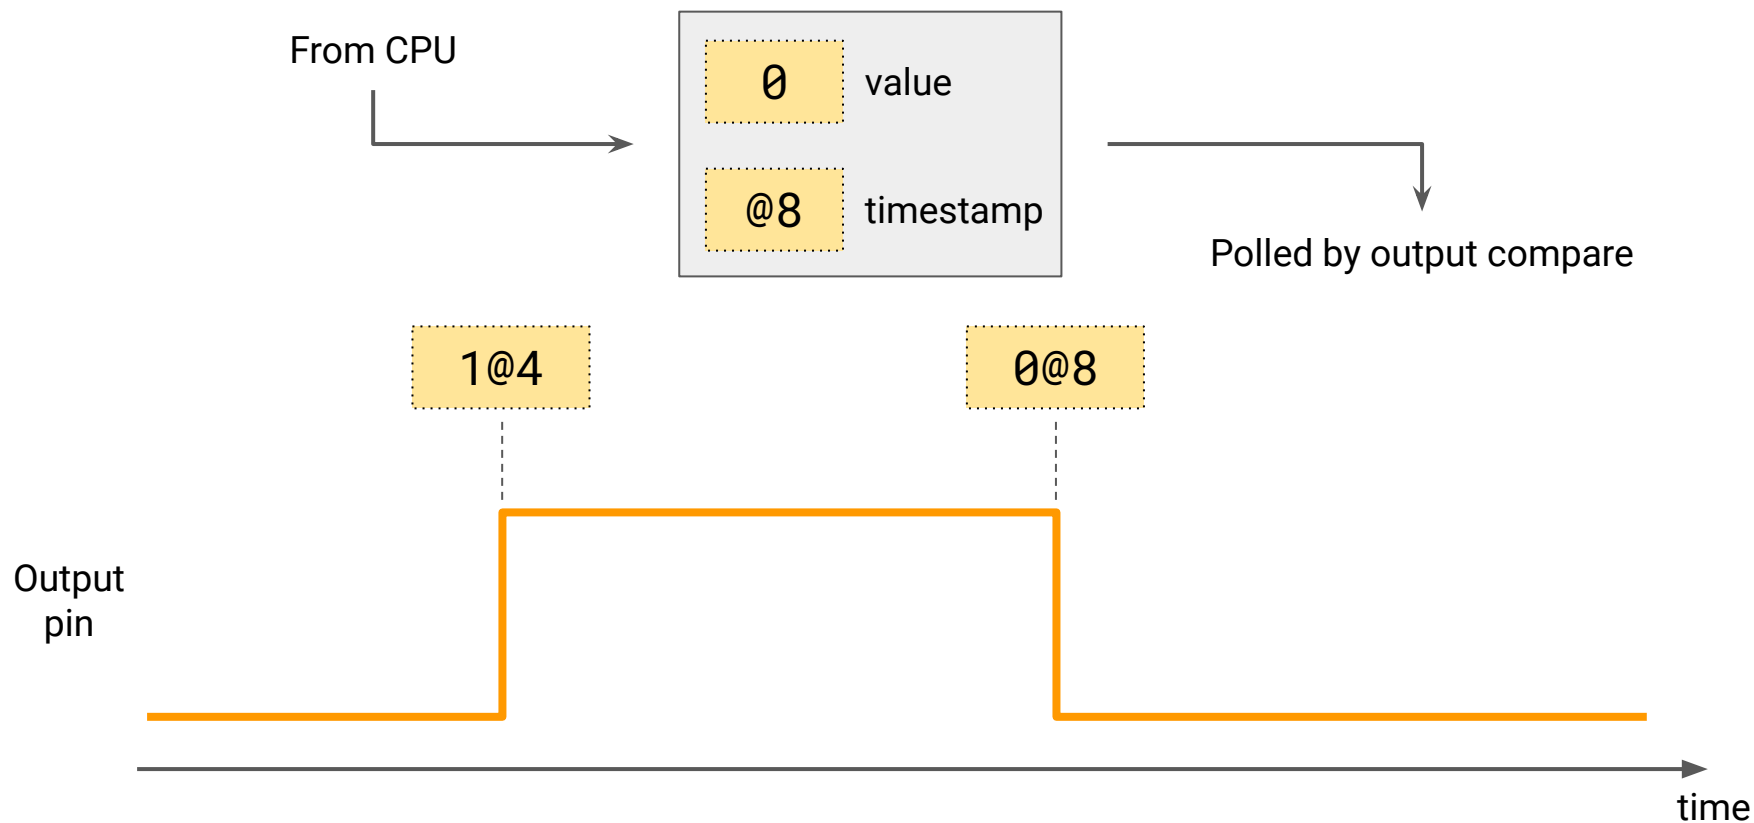 From CPU
0 value
@8 timestamp
Polled by output compare
1@4
0@8
Output
pin
time